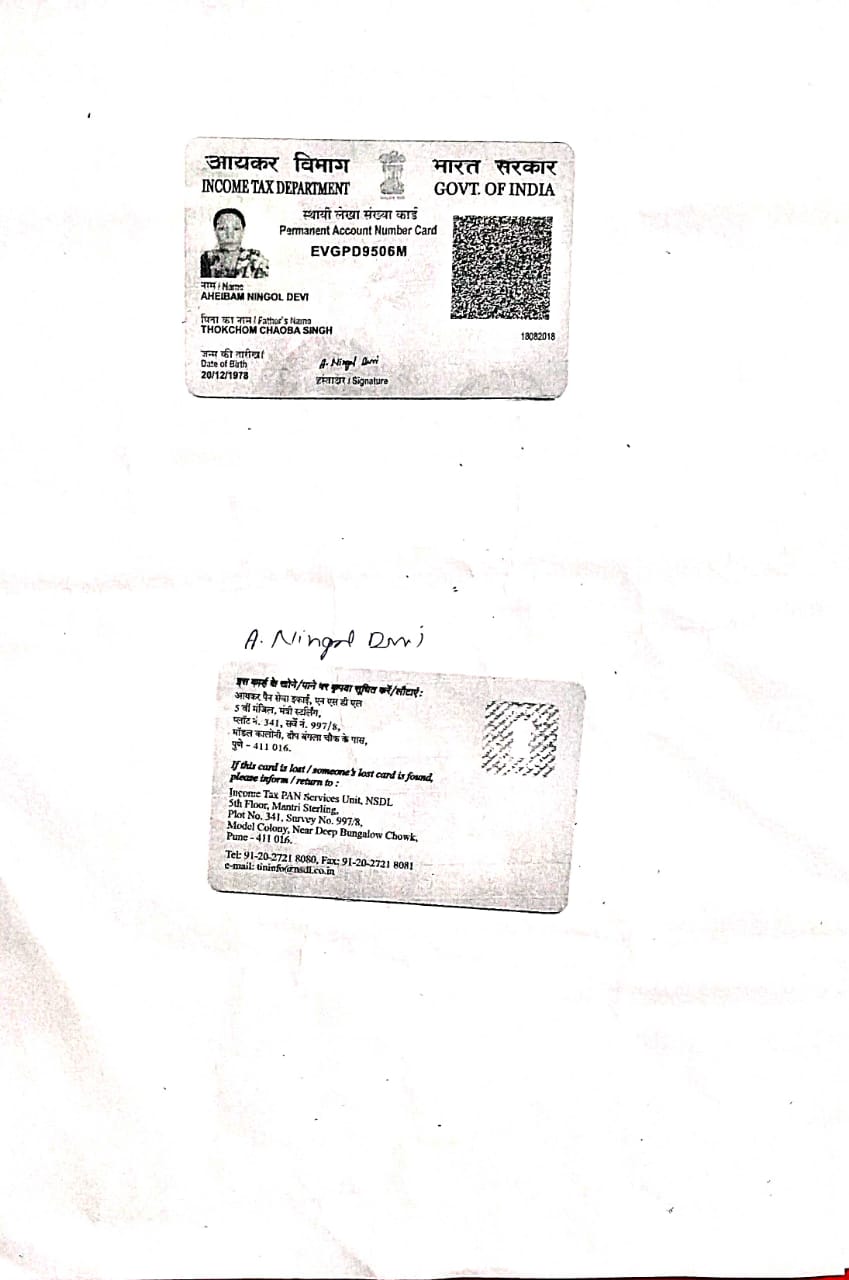 आयकर विभाग
INCOME TAX DEPARTMENT
भारत सरकार
GOVT. OF INDIA
स्थायी लेखा संख्या कार्ड
Permanent Account Number Card
EVGPD9506M
नाम / Name
AHEIBAM NINGOL DEVI
पिता का नाम / Father's Name
THOKCHOM CHAOBA SINGH
18082018
जन्म की तारीख /
Date of Birth
20/12/1978
A. Ningol Devi
हस्ताक्षर / Signature
A. Ningol Devi
इस कार्ड के खोने/पाने पर कृपया सूचित करें/लौटाएं:
आयकर पैन सेवा इकाई, एन एस डी एल
5 वीं मंजिल, मंत्री स्टर्लिंग,
प्लॉट नं. 341, सर्वे नं. 997/8,
मॉडल कालोनी, दीप बंगला चौक के पास,
पुणे - 411 016.
If this card is lost / someone's lost card is found,
please inform / return to :
Income Tax PAN Services Unit, NSDL
5th Floor, Mantri Sterling,
Plot No. 341, Survey No. 997/8,
Model Colony, Near Deep Bungalow Chowk,
Pune - 411 016.
Tel: 91-20-2721 8080, Fax: 91-20-2721 8081
e-mail: tininfo@nsdl.co.in